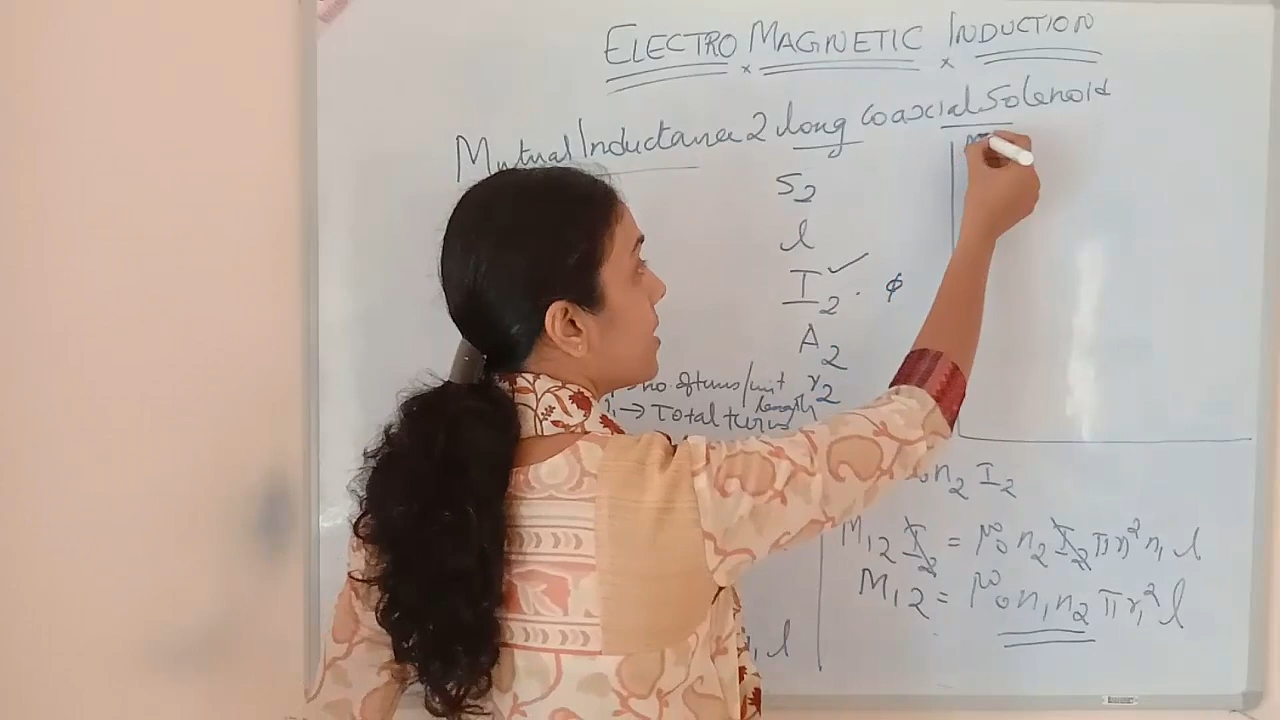 ELECTRO MAGNETIC INDUCTION
Mutual Inductance 2 long coaxial Solenoid
S2
l
I2 ✓ . φ
A2
no. of turns/unit length
r2
→ Total turns
n2 I2
M12 I2 = μ0 n2 I2 π r1² n1 l
M12 = μ0 n1 n2 π r1² l
l